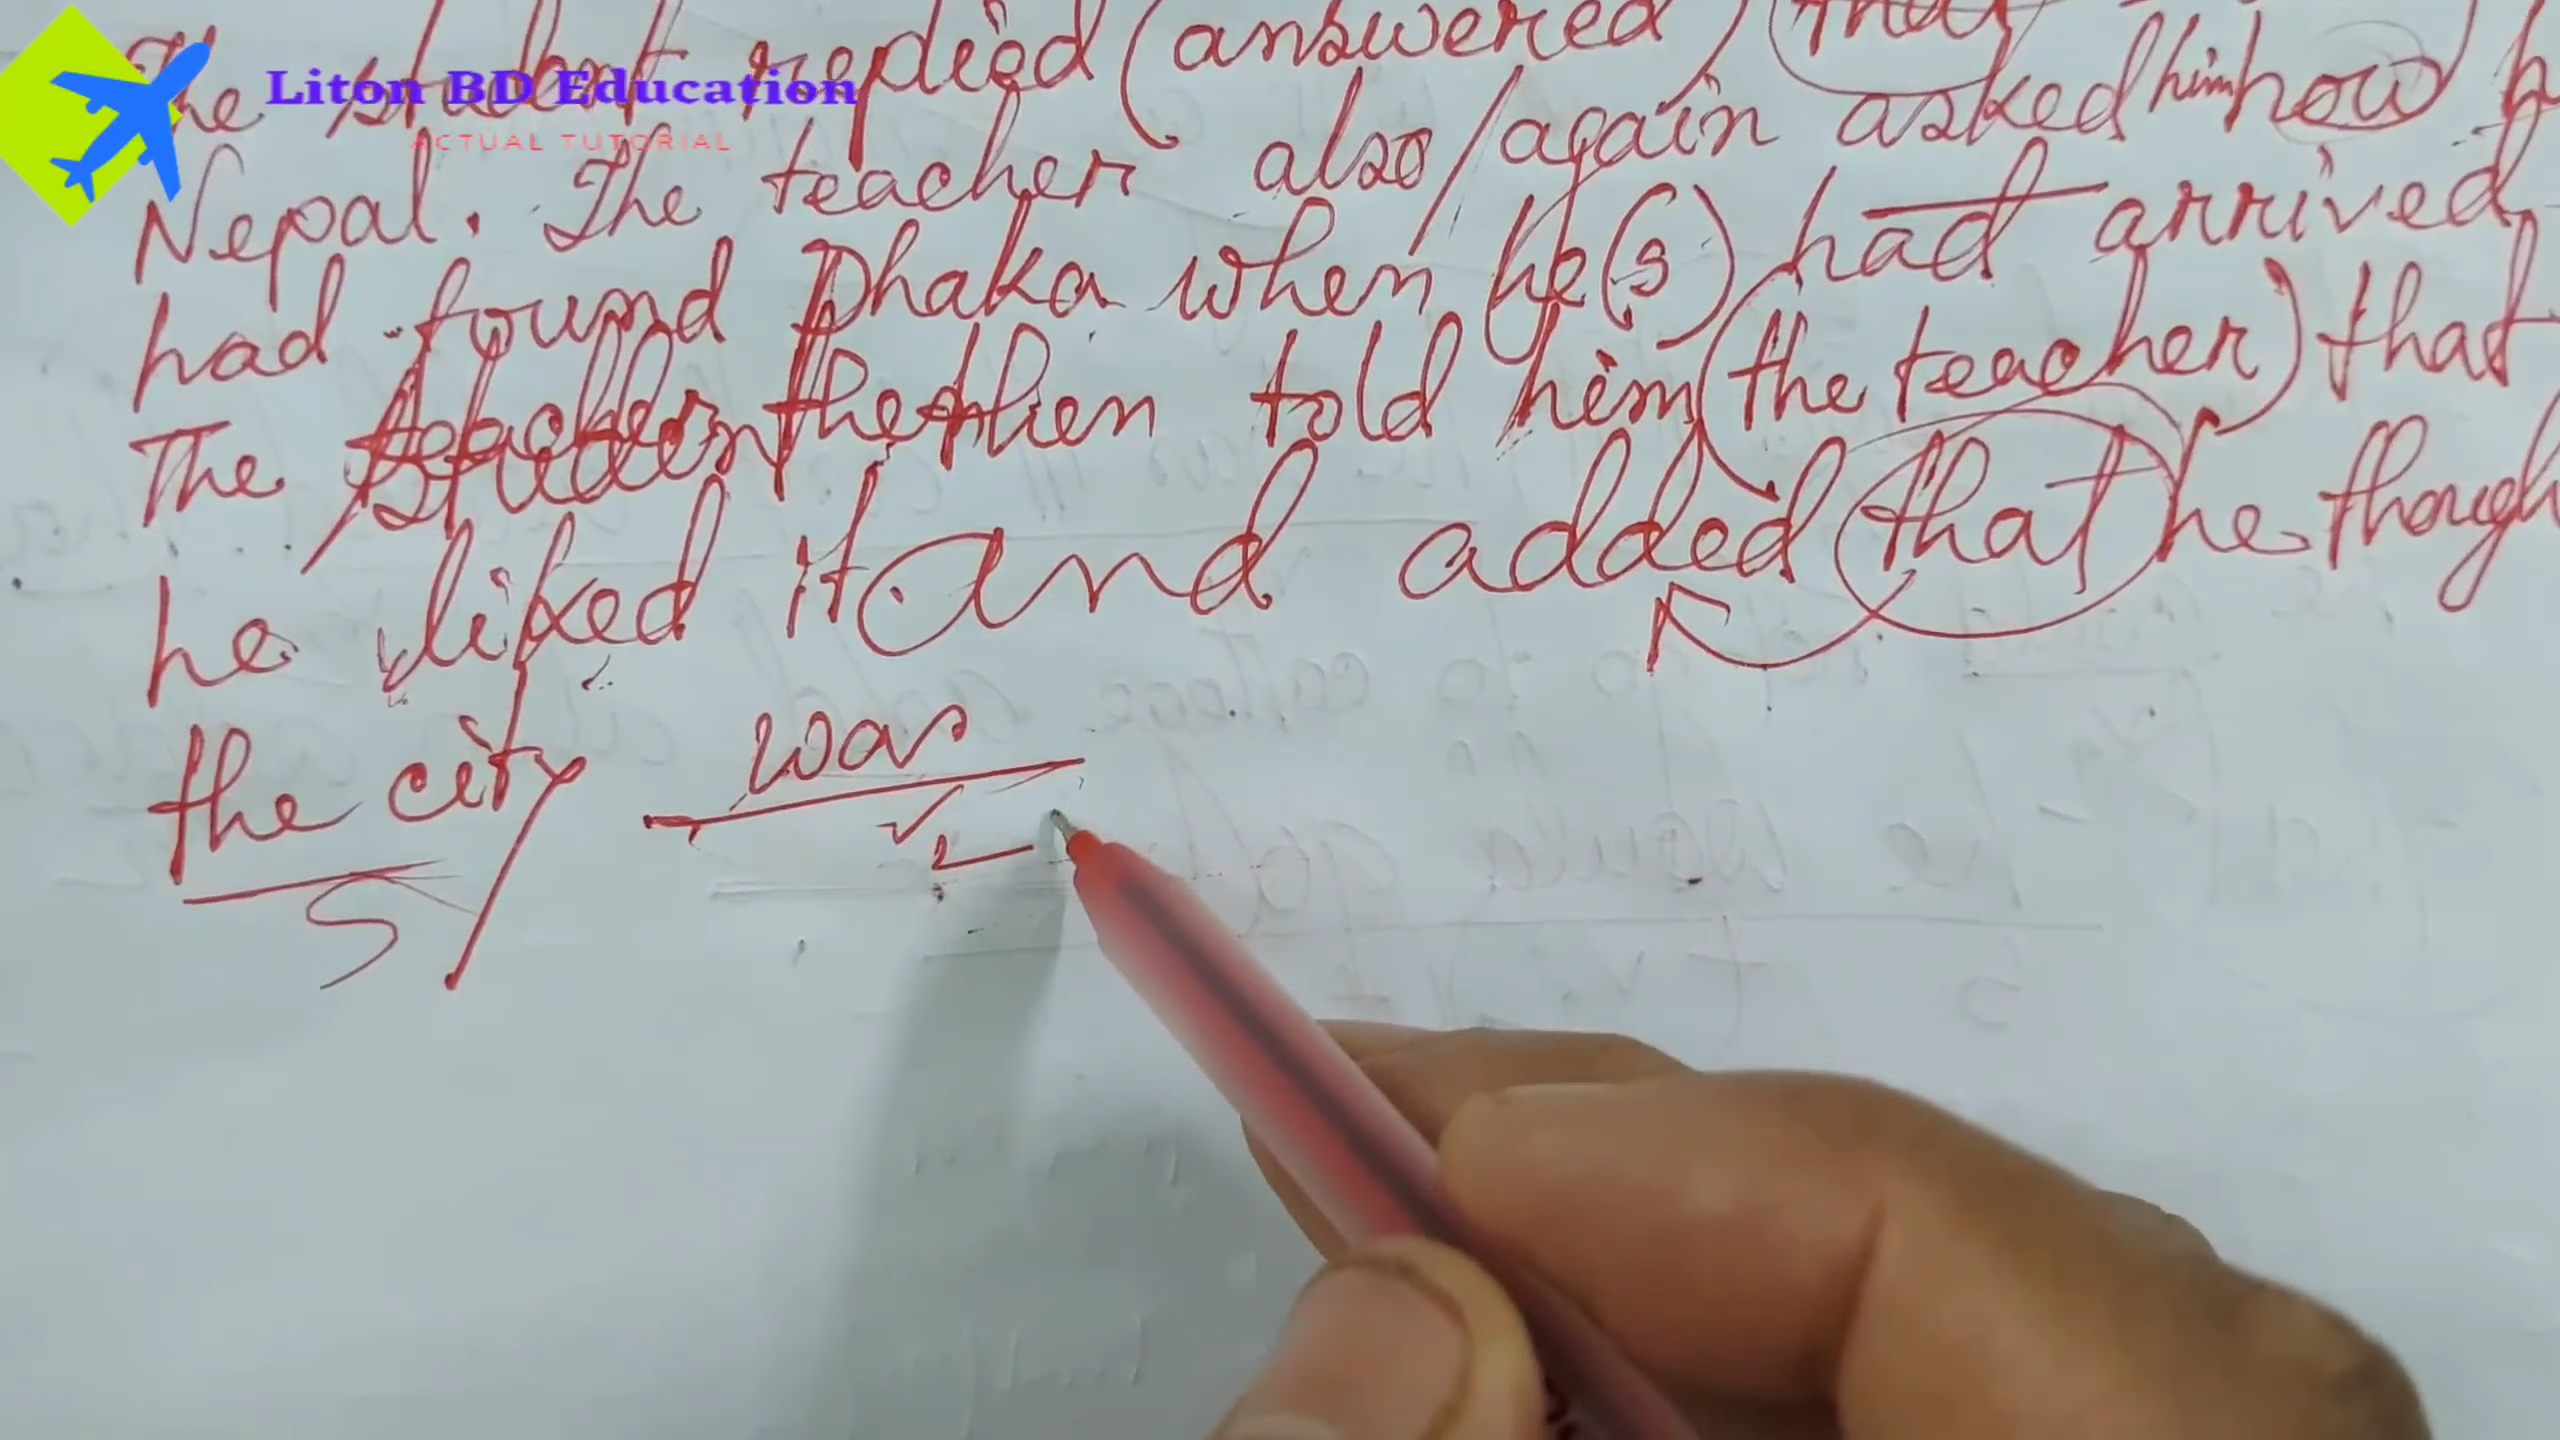 The student replied (answered) that
Liton BD Education
ACTUAL TUTORIAL
Nepal. The teacher also/again asked him how h
had found Dhaka when he(s) had arrived
The student then told him (the teacher) that
he liked it and added that he though
the city was
S